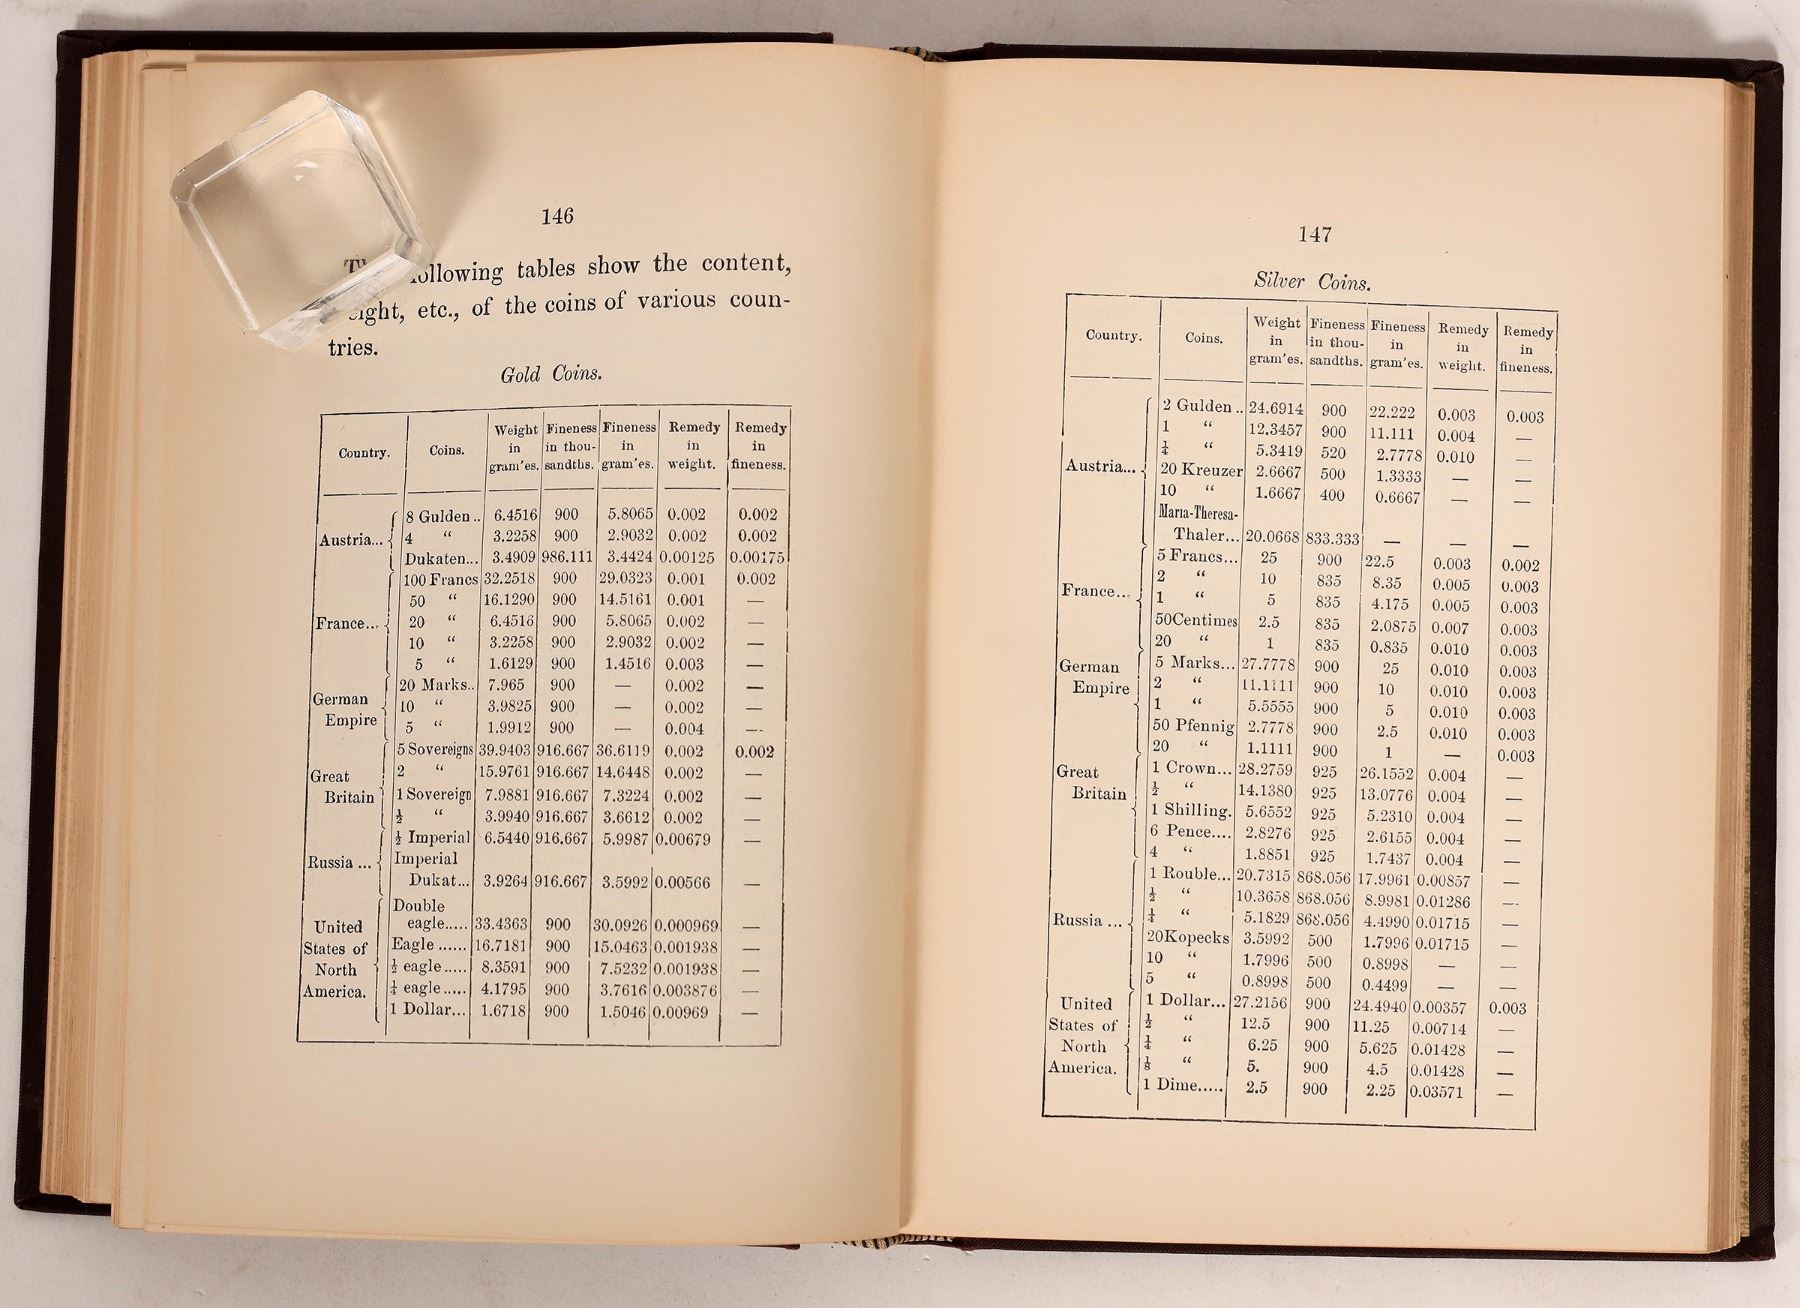 146
following tables show the content,
etc., of the coins of various coun-
tries.
Gold Coins.
Country. Coins. Weight in gram'es. Fineness in thou-sandths. Fineness in gram'es. Remedy in weight. Remedy in fineness.
8 Gulden.. 6.4516 900 5.8065 0.002 0.002
Austria... 4 “ 3.2258 900 2.9032 0.002 0.002
Dukaten... 3.4909 986.111 3.4424 0.00125 0.00175
100 Francs 32.2518 900 29.0323 0.001 0.002
50 “ 16.1290 900 14.5161 0.001 —
France... 20 “ 6.4516 900 5.8065 0.002 —
10 “ 3.2258 900 2.9032 0.002 —
5 “ 1.6129 900 1.4516 0.003 —
20 Marks.. 7.965 900 — 0.002 —
German 10 “ 3.9825 900 — 0.002 —
Empire 5 “ 1.9912 900 — 0.004 —
5 Sovereigns 39.9403 916.667 36.6119 0.002 0.002
Great 2 “ 15.9761 916.667 14.6448 0.002 —
Britain 1 Sovereign 7.9881 916.667 7.3224 0.002 —
½ “ 3.9940 916.667 3.6612 0.002 —
½ Imperial 6.5440 916.667 5.9987 0.00679 —
Russia ... Imperial
Dukat... 3.9264 916.667 3.5992 0.00566 —
Double
United eagle..... 33.4363 900 30.0926 0.000969 —
States of Eagle ...... 16.7181 900 15.0463 0.001938 —
North ½ eagle..... 8.3591 900 7.5232 0.001938 —
America. ¼ eagle..... 4.1795 900 3.7616 0.003876 —
1 Dollar... 1.6718 900 1.5046 0.00969 —
147
Silver Coins.
Country. Coins. Weight in gram'es. Fineness in thou-sandths. Fineness in gram'es. Remedy in weight. Remedy in fineness.
2 Gulden.. 24.6914 900 22.222 0.003 0.003
1 “ 12.3457 900 11.111 0.004 —
¼ “ 5.3419 520 2.7778 0.010 —
Austria... 20 Kreuzer 2.6667 500 1.3333 — —
10 “ 1.6667 400 0.6667 — —
Maria-Theresa-
Thaler... 20.0668 833.333 — — —
5 Francs... 25 900 22.5 0.003 0.002
2 “ 10 835 8.35 0.005 0.003
France... 1 “ 5 835 4.175 0.005 0.003
50Centimes 2.5 835 2.0875 0.007 0.003
20 “ 1 835 0.835 0.010 0.003
German 5 Marks... 27.7778 900 25 0.010 0.003
Empire 2 “ 11.1111 900 10 0.010 0.003
1 “ 5.5555 900 5 0.010 0.003
50 Pfennig 2.7778 900 2.5 0.010 0.003
20 “ 1.1111 900 1 — 0.003
Great 1 Crown... 28.2759 925 26.1552 0.004 —
Britain ½ “ 14.1380 925 13.0776 0.004 —
1 Shilling. 5.6552 925 5.2310 0.004 —
6 Pence.... 2.8276 925 2.6155 0.004 —
4 “ 1.8851 925 1.7437 0.004 —
1 Rouble... 20.7315 868.056 17.9961 0.00857 —
½ “ 10.3658 868.056 8.9981 0.01286 —
Russia ... ¼ “ 5.1829 868.056 4.4990 0.01715 —
20Kopecks 3.5992 500 1.7996 0.01715 —
10 “ 1.7996 500 0.8998 — —
5 “ 0.8998 500 0.4499 — —
United 1 Dollar... 27.2156 900 24.4940 0.00357 0.003
States of ½ “ 12.5 900 11.25 0.00714 —
North ¼ “ 6.25 900 5.625 0.01428 —
America. ⅛ “ 5. 900 4.5 0.01428 —
1 Dime..... 2.5 900 2.25 0.03571 —